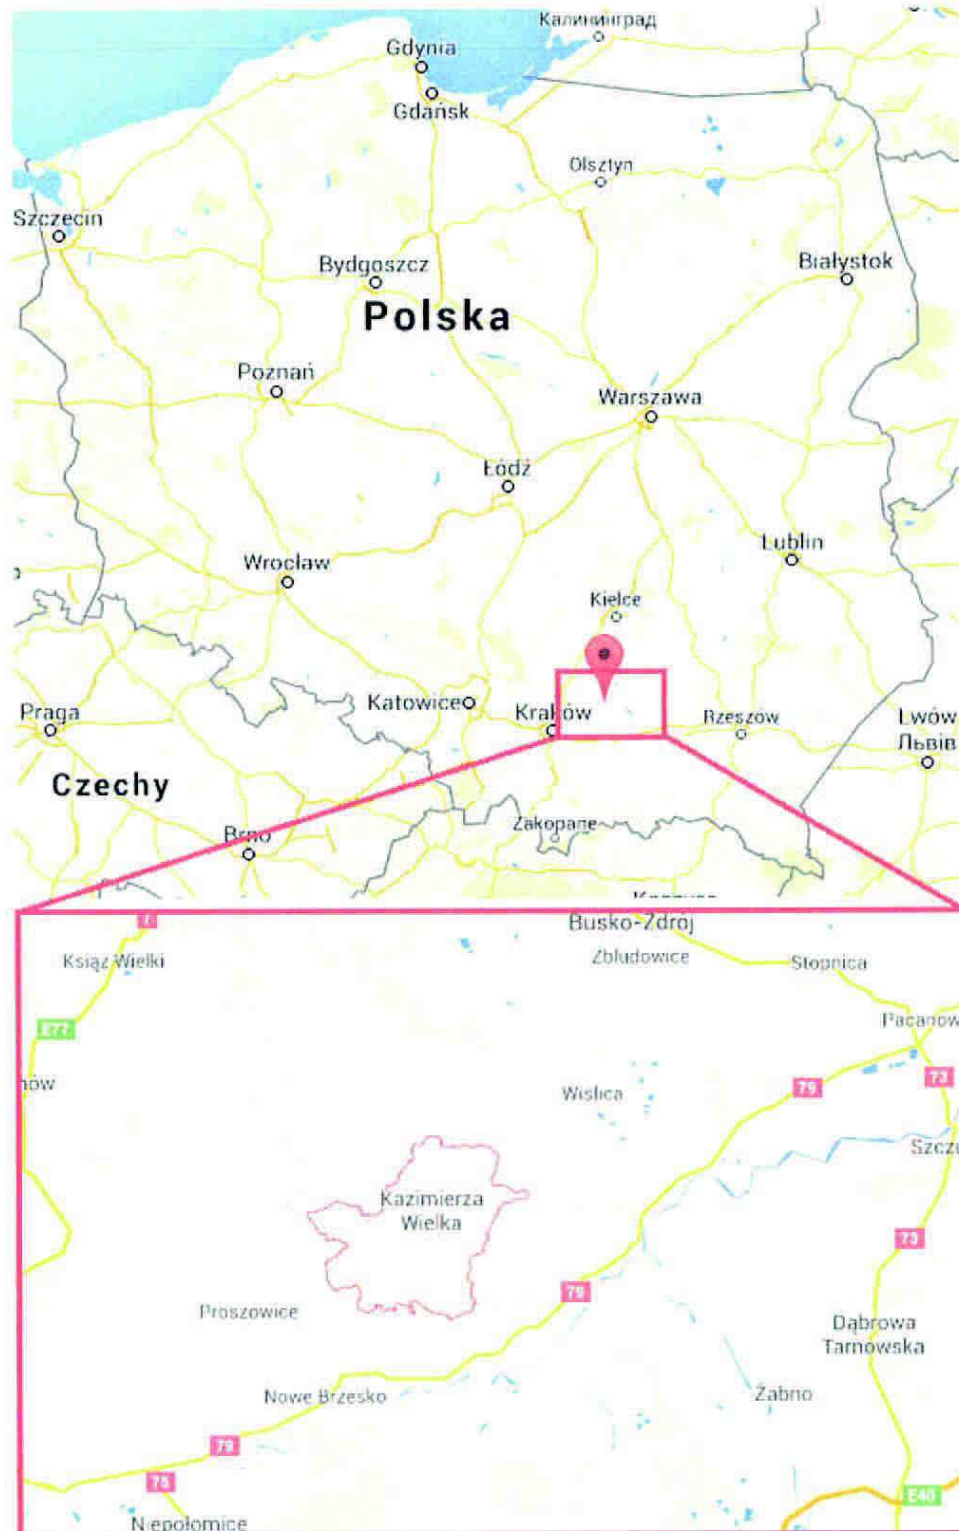 Калининград
Gdynia
Gdańsk
Olsztyn
Szczecin
Bydgoszcz
Białystok
Polska
Poznań
Warszawa
Łódź
Wrocław
Lublin
Kielce
Katowice
Kraków
Rzeszów
Lwów
Львів
Praga
Czechy
Zakopane
Brno
7
Busko-Zdrój
Książ Wielki
Zbludowice
Stopnica
E77
Pacanów
79
73
Wiślica
Kazimierza
Wielka
73
79
Proszowice
Dąbrowa
Tarnowska
Nowe Brzesko
Żabno
79
75
E40
Niepołomice